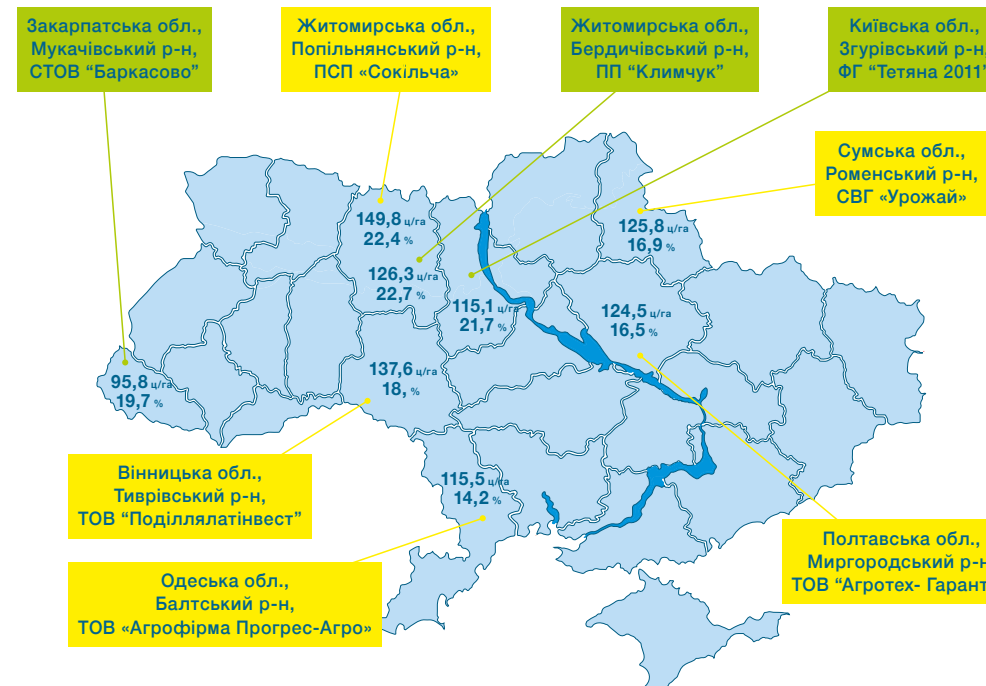 Закарпатська обл.,
Мукачівський р-н,
СТОВ “Баркасово”
Житомирська обл.,
Попільнянський р-н,
ПСП «Сокільча»
Житомирська обл.,
Бердичівський р-н,
ПП “Климчук”
Київська обл.,
Згурівський р-н,
ФГ “Тетяна 2011”
Сумська обл.,
Роменський р-н,
СВГ «Урожай»
149,8 ц/га
22,4 %
125,8 ц/га
16,9 %
126,3 ц/га
22,7 %
115,1 ц/га
21,7 %
124,5 ц/га
16,5 %
137,6 ц/га
18, %
95,8 ц/га
19,7 %
Вінницька обл.,
Тиврівський р-н,
ТОВ “Поділлялатінвест”
115,5 ц/га
14,2 %
Полтавська обл.,
Миргородський р-н
ТОВ “Агротех- Гарант
Одеська обл.,
Балтський р-н,
ТОВ «Агрофірма Прогрес-Агро»